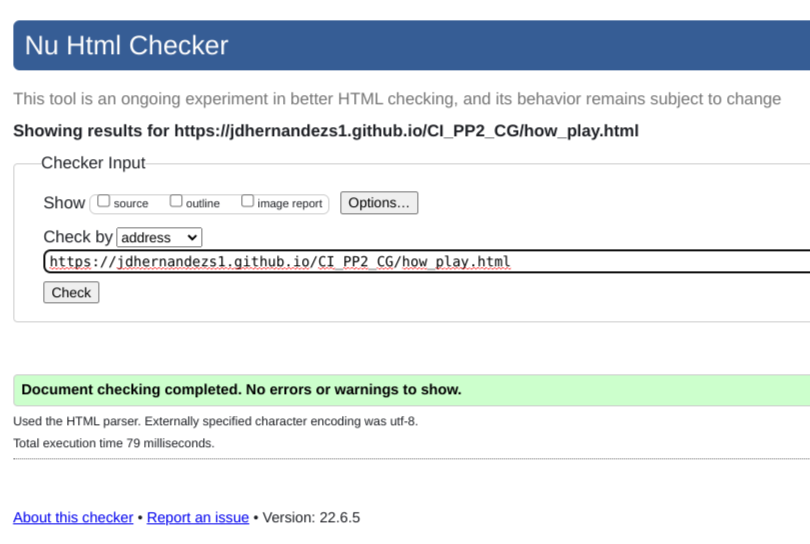 Nu Html Checker
This tool is an ongoing experiment in better HTML checking, and its behavior remains subject to change
Showing results for https://jdhernandezs1.github.io/CI_PP2_CG/how_play.html
Checker Input
Show source outline image report Options...
Check by address
https://jdhernandezs1.github.io/CI_PP2_CG/how_play.html
Check
Document checking completed. No errors or warnings to show.
Used the HTML parser. Externally specified character encoding was utf-8.
Total execution time 79 milliseconds.
About this checker • Report an issue • Version: 22.6.5